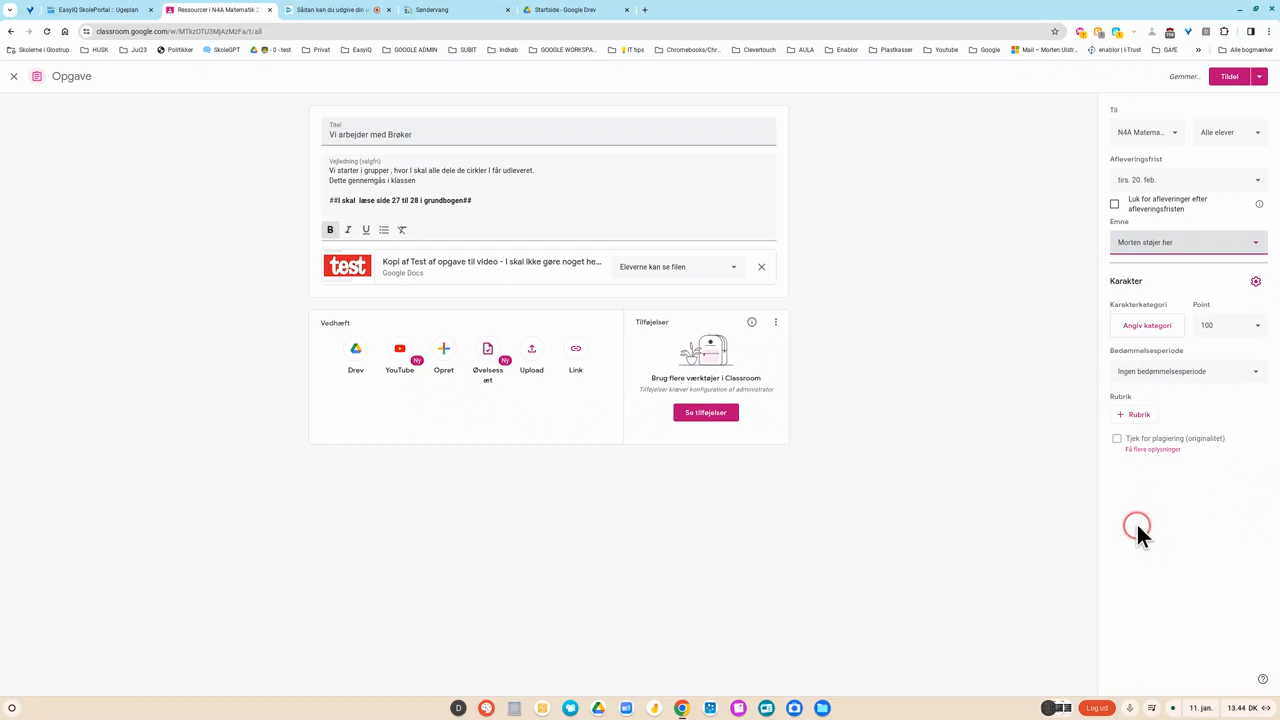 EasyIQ SkolePortal :: Ugeplan
Ressourcer i N4A Matematik
Sådan kan du udgive din
Søndervang
Startside - Google Drev
classroom.google.com/w/MTkzOTU3MjAzMzFa/t/all
Skolerne i Glostrup
HUSK
Jul23
Politikker
SkoleGPT
- 0 - test
Privat
EasyIQ
GOOGLE ADMIN
SUBIT
Indkøb
GOOGLE WORKSPA...
IT tips
Chromebooks/Chr...
Clevertouch
AULA
Enablor
Plastkasser
Youtube
Google
Mail – Morten Ulstr...
enablor | I-Trust
GAfE
»
Alle bogmærker
Opgave
Gemmer...
Tildel
Titel
Vi arbejder med Brøker
Vejledning (valgfri)
Vi starter i grupper , hvor I skal alle dele de cirkler I får udleveret.
Dette gennemgås i klassen
##I skal  læse side 27 til 28 i grundbogen##
B I U
test
Kopi af Test af opgave til video - I skal ikke gøre noget he...
Google Docs
Eleverne kan se filen
Vedhæft
Drev
YouTube
Ny
Opret
Øvelsess
æt
Ny
Upload
Link
Tilføjelser
Brug flere værktøjer i Classroom
Tilføjelser kræver konfiguration af administrator
Se tilføjelser
Til
N4A Matema...
Alle elever
Afleveringsfrist
tirs. 20. feb.
Luk for afleveringer efter
afleveringsfristen
Emne
Morten støjer her
Karakter
Karakterkategori
Point
Angiv kategori
100
Bedømmelsesperiode
Ingen bedømmelsesperiode
Rubrik
+ Rubrik
Tjek for plagiering (originalitet)
Få flere oplysninger
D
Log ud
11. jan.
13.44 DK